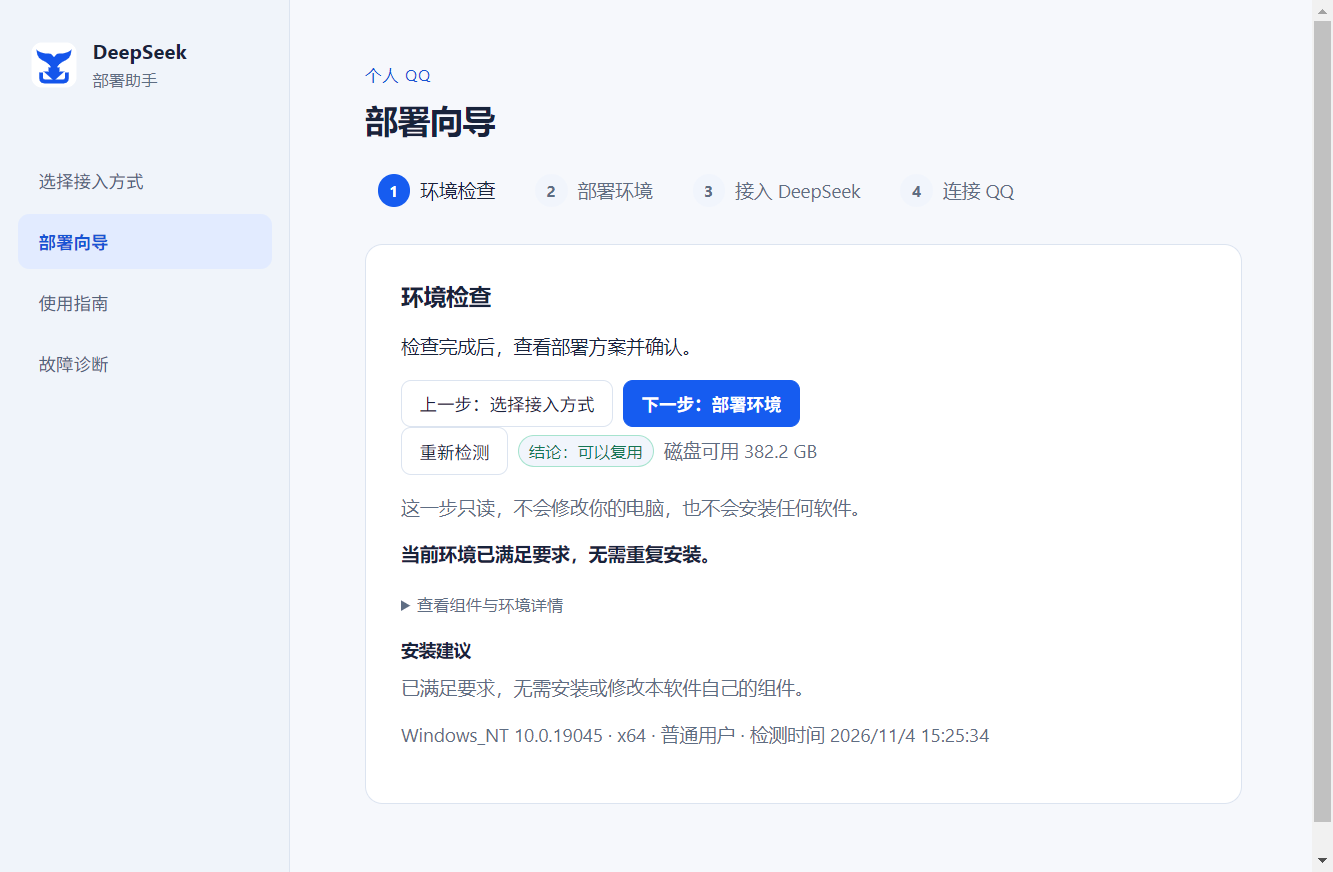 DeepSeek
部署助手
选择接入方式
部署向导
使用指南
故障诊断
个人 QQ
部署向导
1 环境检查 2 部署环境 3 接入 DeepSeek 4 连接 QQ
环境检查
检查完成后，查看部署方案并确认。
上一步：选择接入方式 下一步：部署环境
重新检测 结论：可以复用 磁盘可用 382.2 GB
这一步只读，不会修改你的电脑，也不会安装任何软件。
当前环境已满足要求，无需重复安装。
查看组件与环境详情
安装建议
已满足要求，无需安装或修改本软件自己的组件。
Windows_NT 10.0.19045 · x64 · 普通用户 · 检测时间 2026/11/4 15:25:34